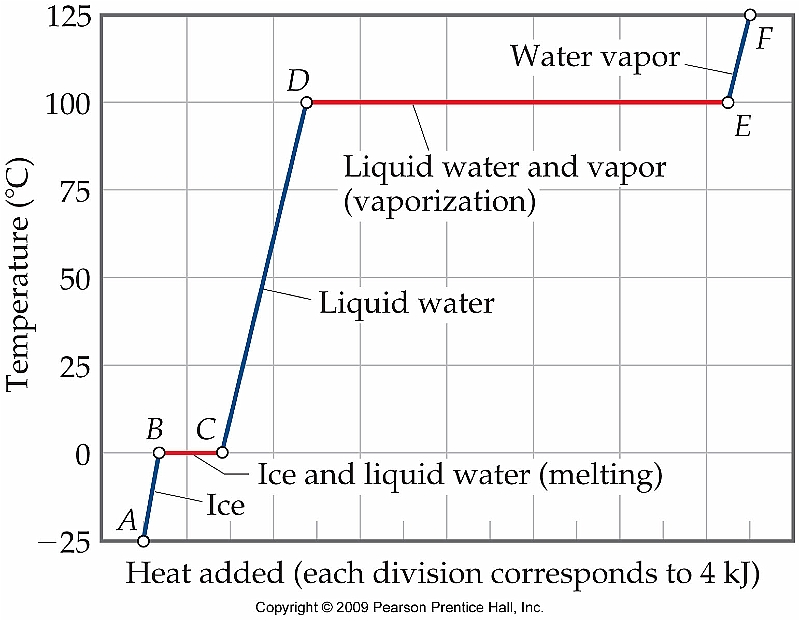 125
Water vapor
F
D
100
E
Liquid water and vapor
(vaporization)
75
Temperature (°C)
50
Liquid water
25
B
C
0
Ice and liquid water (melting)
A
Ice
−25
Heat added (each division corresponds to 4 kJ)
Copyright © 2009 Pearson Prentice Hall, Inc.